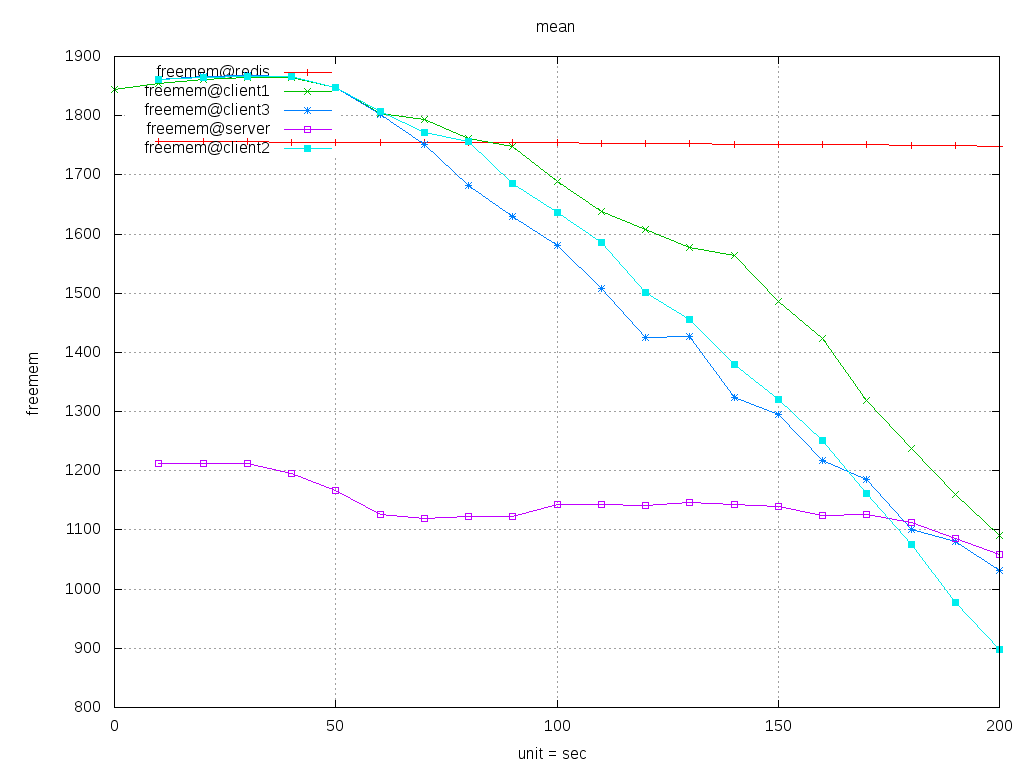 mean
1900
1800
1700
1600
1500
1400
1300
1200
1100
1000
900
800
freemem
freemem@redis
freemem@client1
freemem@client3
freemem@server
freemem@client2
0 50 100 150 200
unit = sec